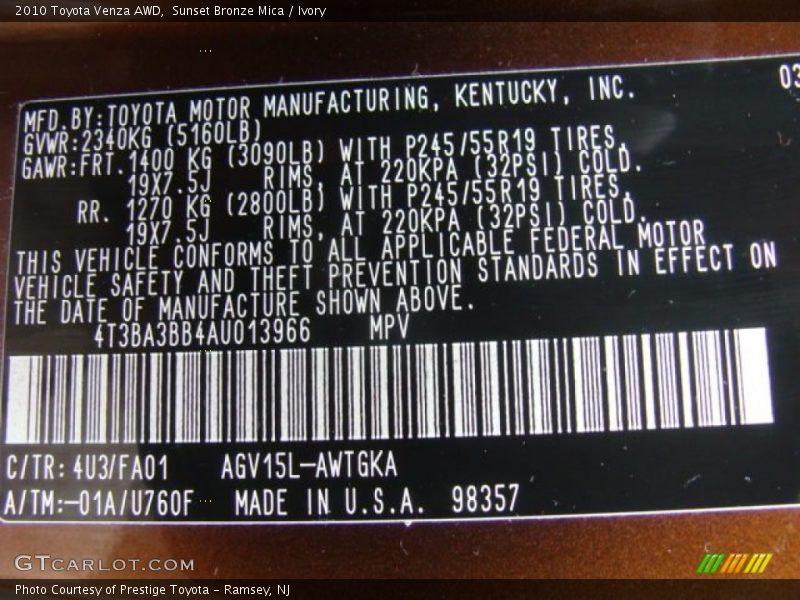 2010 Toyota Venza AWD,  Sunset Bronze Mica / Ivory
03
MFD.BY:TOYOTA MOTOR MANUFACTURING, KENTUCKY, INC.
GVWR:2340KG (5160LB)
GAWR:FRT.1400 KG (3090LB) WITH P245/55R19 TIRES,
19X7.5J RIMS, AT 220KPA (32PSI) COLD.
RR. 1270 KG (2800LB) WITH P245/55R19 TIRES,
19X7.5J RIMS, AT 220KPA (32PSI) COLD.
THIS VEHICLE CONFORMS TO ALL APPLICABLE FEDERAL MOTOR
VEHICLE SAFETY AND THEFT PREVENTION STANDARDS IN EFFECT ON
THE DATE OF MANUFACTURE SHOWN ABOVE.
4T3BA3BB4AU013966 MPV
C/TR:4U3/FA01 AGV15L-AWTGKA
A/TM:-01A/U760F MADE IN U.S.A. 98357
GTCARLOT.COM
Photo Courtesy of Prestige Toyota - Ramsey, NJ